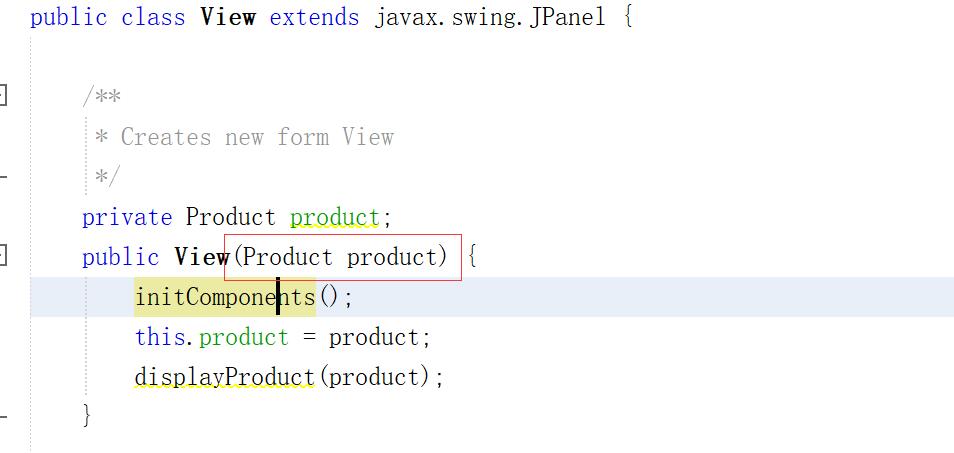 public class View extends javax.swing.JPanel {
/**
* Creates new form View
*/
private Product product;
public View(Product product) {
initComponents();
this.product = product;
displayProduct(product);
}